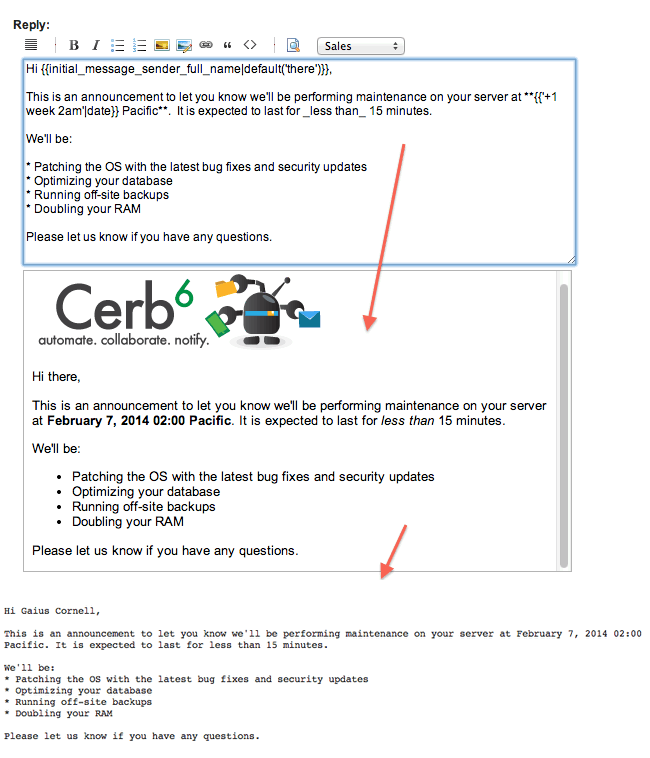 Reply:
B I “ <> Sales
Hi {{initial_message_sender_full_name|default('there')}},
This is an announcement to let you know we'll be performing maintenance on your server at **{{'+1
week 2am'|date}} Pacific**.  It is expected to last for _less than_ 15 minutes.
We'll be:
* Patching the OS with the latest bug fixes and security updates
* Optimizing your database
* Running off-site backups
* Doubling your RAM
Please let us know if you have any questions.
Cerb6
automate. collaborate. notify.
Hi there,
This is an announcement to let you know we'll be performing maintenance on your server
at February 7, 2014 02:00 Pacific. It is expected to last for less than 15 minutes.
We'll be:
• Patching the OS with the latest bug fixes and security updates
• Optimizing your database
• Running off-site backups
• Doubling your RAM
Please let us know if you have any questions.
Hi Gaius Cornell,
This is an announcement to let you know we'll be performing maintenance on your server at February 7, 2014 02:00
Pacific. It is expected to last for less than 15 minutes.
We'll be:
* Patching the OS with the latest bug fixes and security updates
* Optimizing your database
* Running off-site backups
* Doubling your RAM
Please let us know if you have any questions.